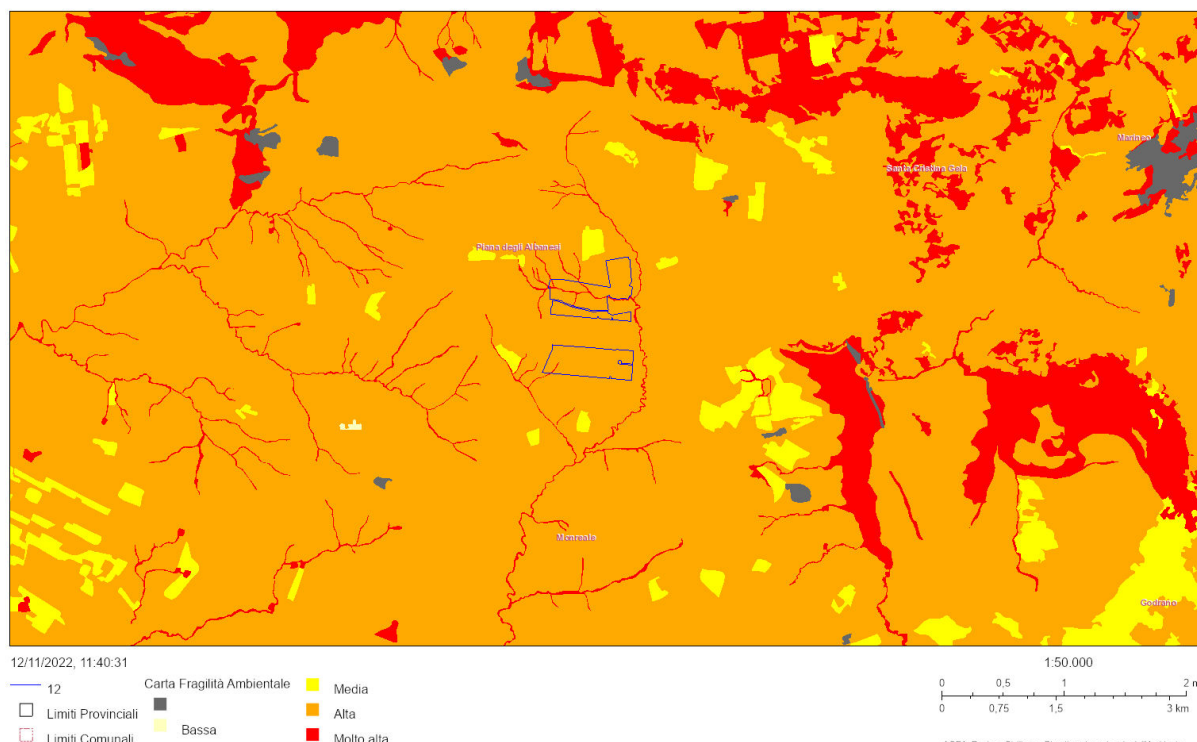 Marineo
Santa Cristina Gela
Piana degli Albanesi
Monreale
Godrano
12/11/2022, 11:40:31
1:50.000
12
Carta Fragilità Ambientale
Media
Limiti Provinciali
Alta
Bassa
Limiti Comunali
Molto alta
0 0,5 1 2 m
0 0,75 1,5 3 km